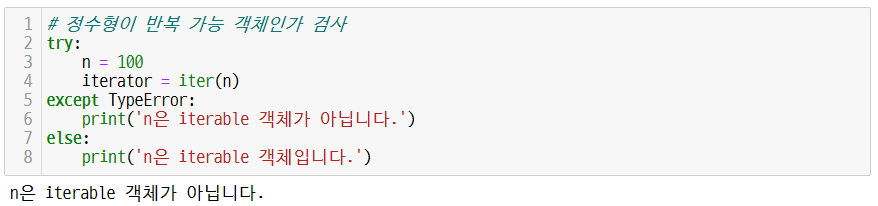 1 # 정수형이 반복 가능 객체인가 검사
2 try:
3     n = 100
4     iterator = iter(n)
5 except TypeError:
6     print('n은 iterable 객체가 아닙니다.')
7 else:
8     print('n은 iterable 객체입니다.')
n은 iterable 객체가 아닙니다.